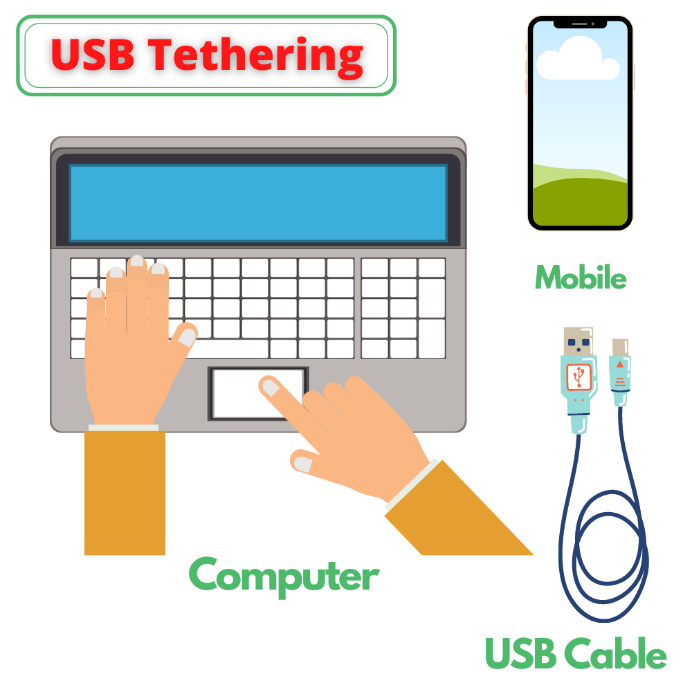 USB Tethering
Mobile
Computer
USB Cable